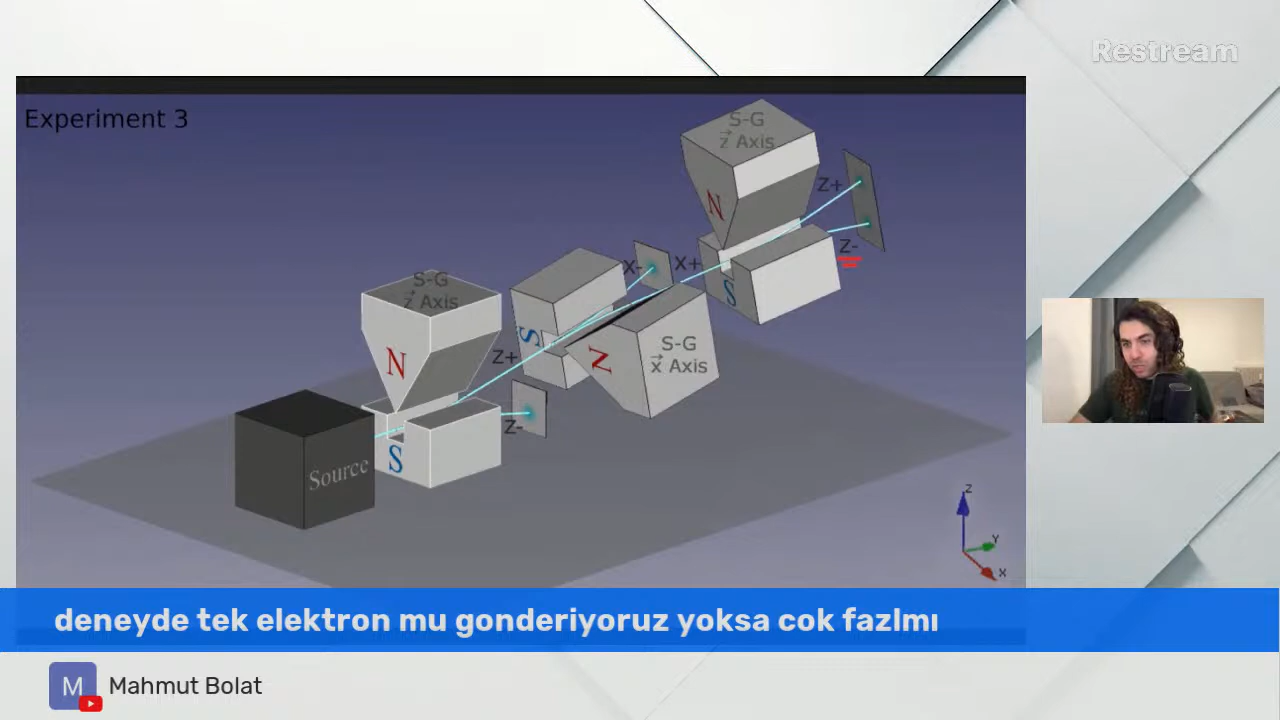 Restream
Experiment 3
S-G
z Axis
N
S
Source
Z+
Z-
S
N
S-G
x Axis
X-
X+
S-G
z Axis
N
S
Z+
Z-
Z
Y
X
deneyde tek elektron mu gonderiyoruz yoksa cok fazlmı
M
Mahmut Bolat